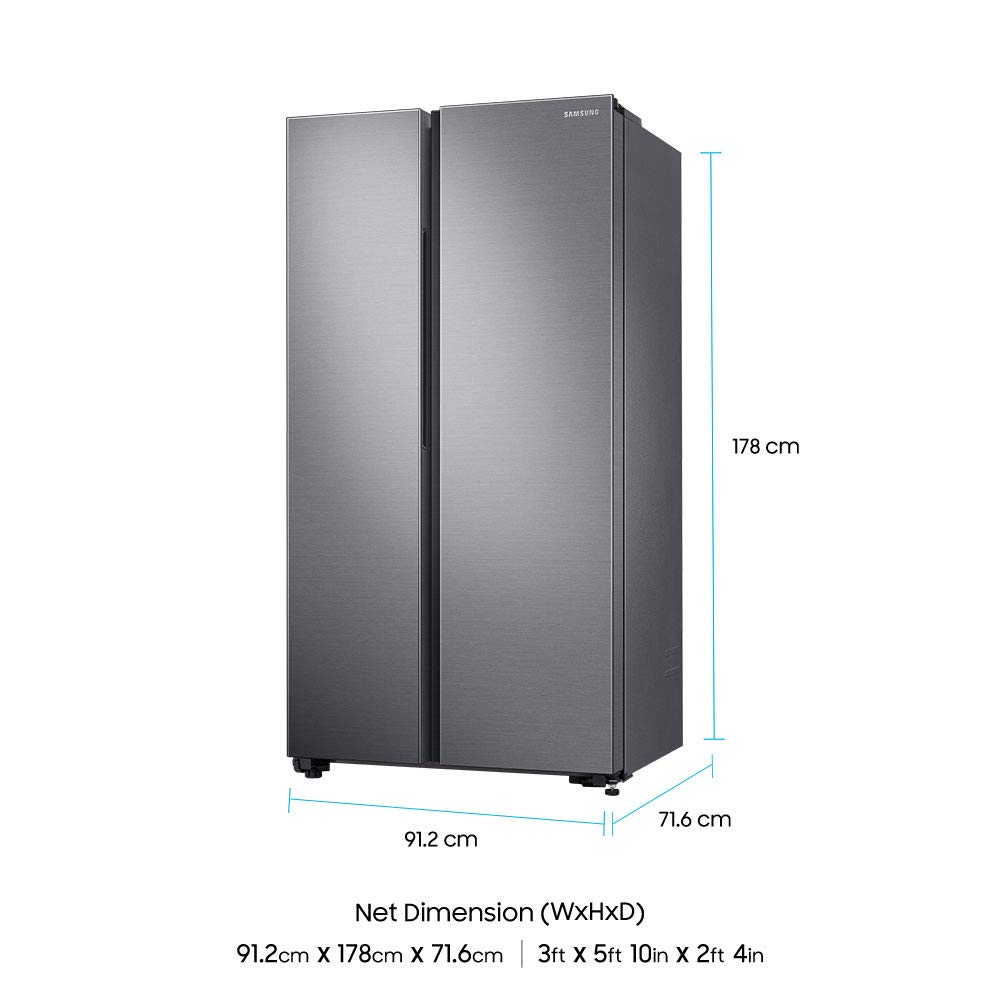 SAMSUNG
178 cm
71.6 cm
91.2 cm
Net Dimension (WxHxD)
91.2cm x 178cm x 71.6cm | 3ft x 5ft 10in x 2ft 4in